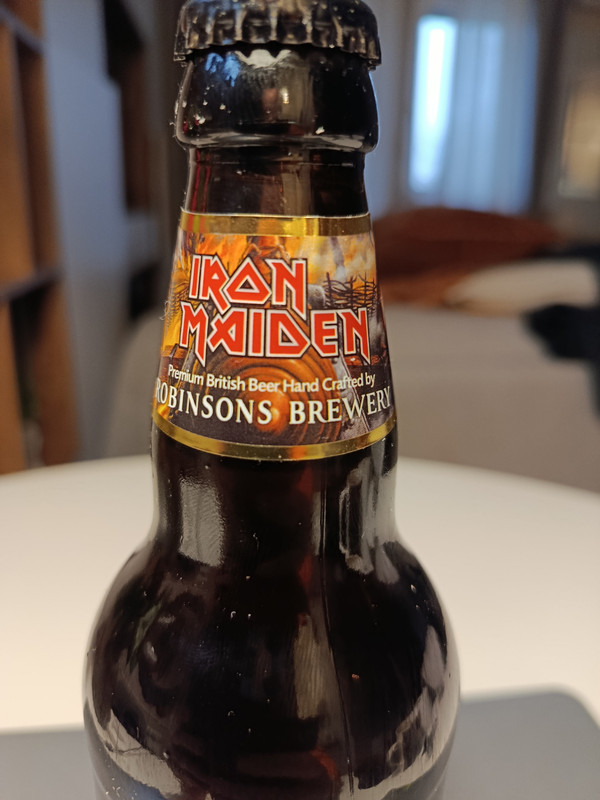 IRON
MAIDEN
Premium British Beer Hand Crafted by
ROBINSONS BREWERY